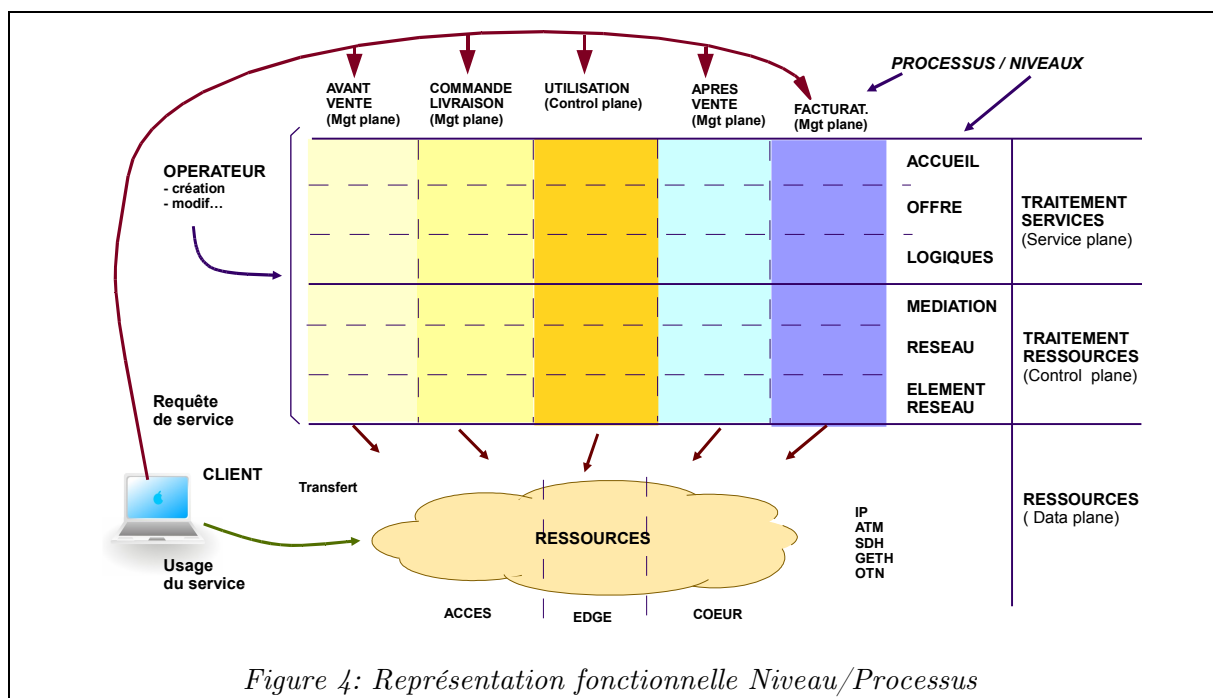 PROCESSUS / NIVEAUX
AVANT
VENTE
(Mgt plane)
COMMANDE
LIVRAISON
(Mgt plane)
UTILISATION
(Control plane)
APRES
VENTE
(Mgt plane)
FACTURAT.
(Mgt plane)
OPERATEUR
- création
- modif…
ACCUEIL
OFFRE
LOGIQUES
TRAITEMENT
SERVICES
(Service plane)
MEDIATION
RESEAU
ELEMENT
RESEAU
TRAITEMENT
RESSOURCES
(Control plane)
Requête
de service
CLIENT
Transfert
Usage
du service
RESSOURCES
IP
ATM
SDH
GETH
OTN
RESSOURCES
( Data plane)
ACCES
EDGE
COEUR
Figure 4: Représentation fonctionnelle Niveau/Processus